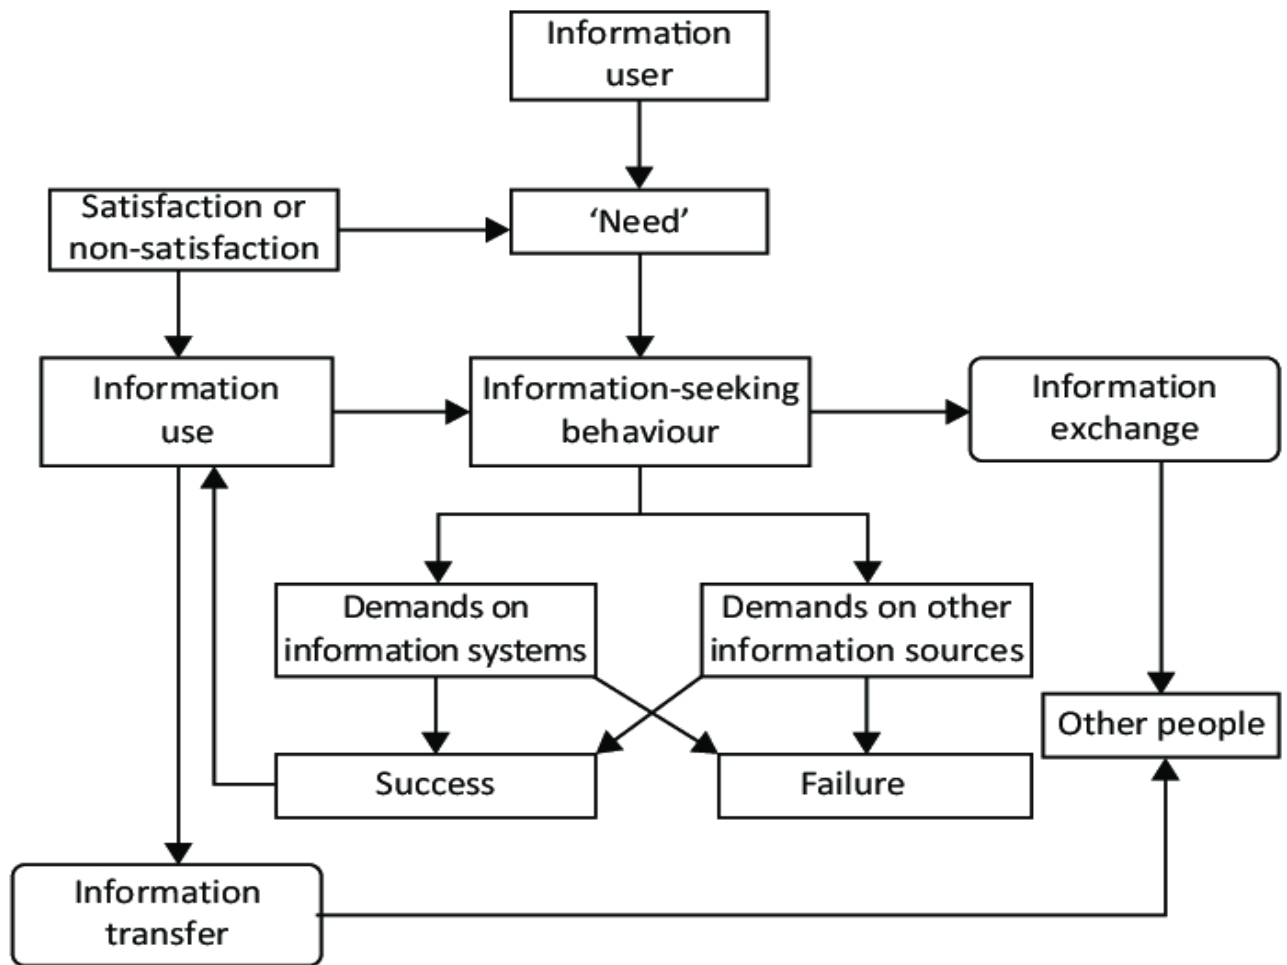 Information
user
Satisfaction or
non-satisfaction
‘Need’
Information
use
Information-seeking
behaviour
Information
exchange
Demands on
information systems
Demands on other
information sources
Other people
Success
Failure
Information
transfer